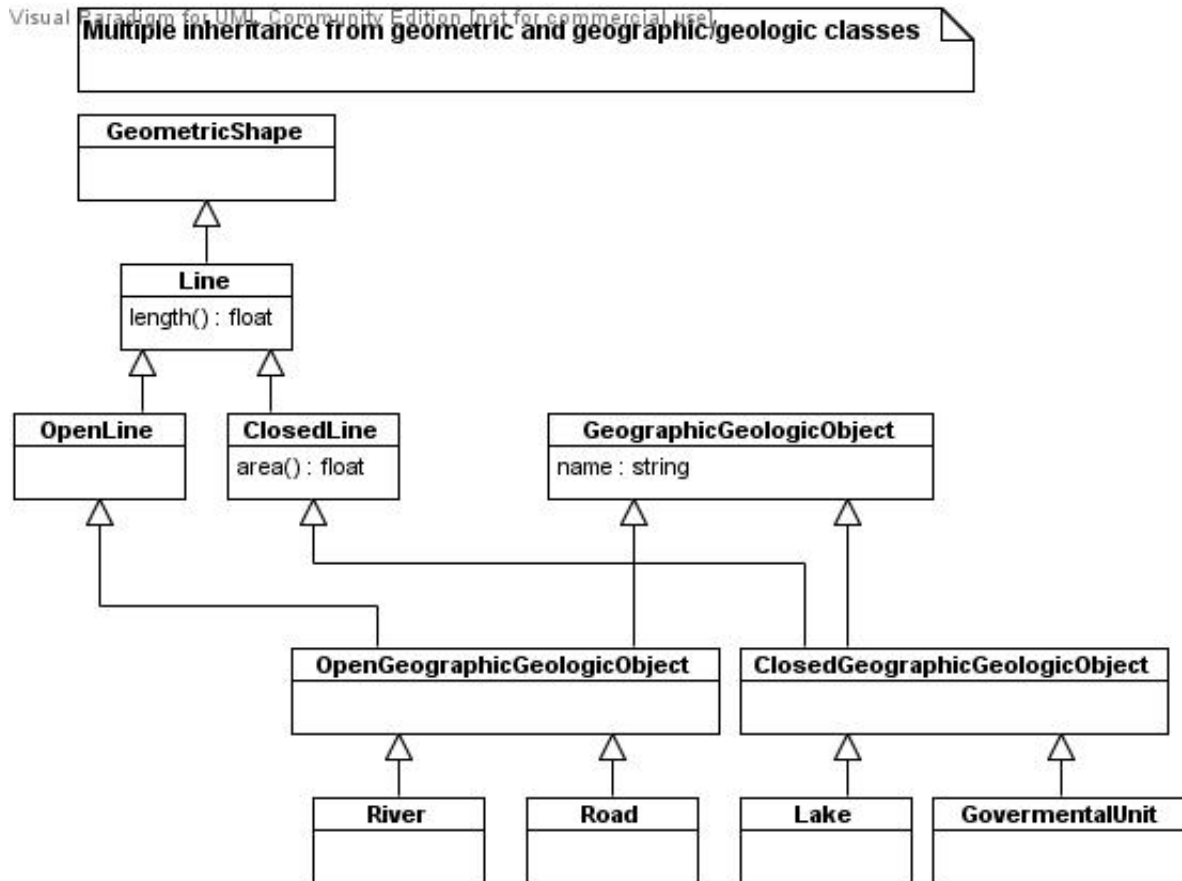 Visual Paradigm for UML Community Edition [not for commercial use]
Multiple inheritance from geometric and geographic/geologic classes
GeometricShape
Line
length() : float
OpenLine
ClosedLine
area() : float
GeographicGeologicObject
name : string
OpenGeographicGeologicObject
ClosedGeographicGeologicObject
River
Road
Lake
GovermentalUnit